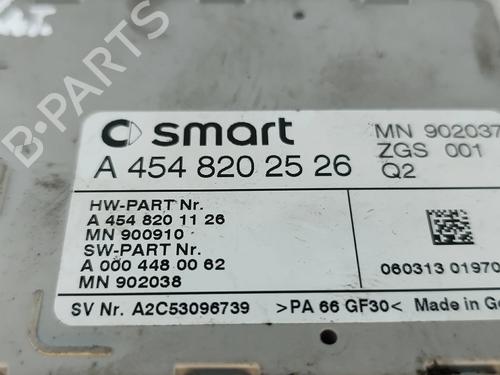 B-PARTS
smart MN 902037
A 454 820 25 26 ZGS 001
Q2
HW-PART Nr.
A 454 820 11 26
MN 900910
SW-PART Nr.
A 000 448 00 62
MN 902038
060313 01970
SV Nr. A2C53096739 >PA 66 GF30< Made in Ge